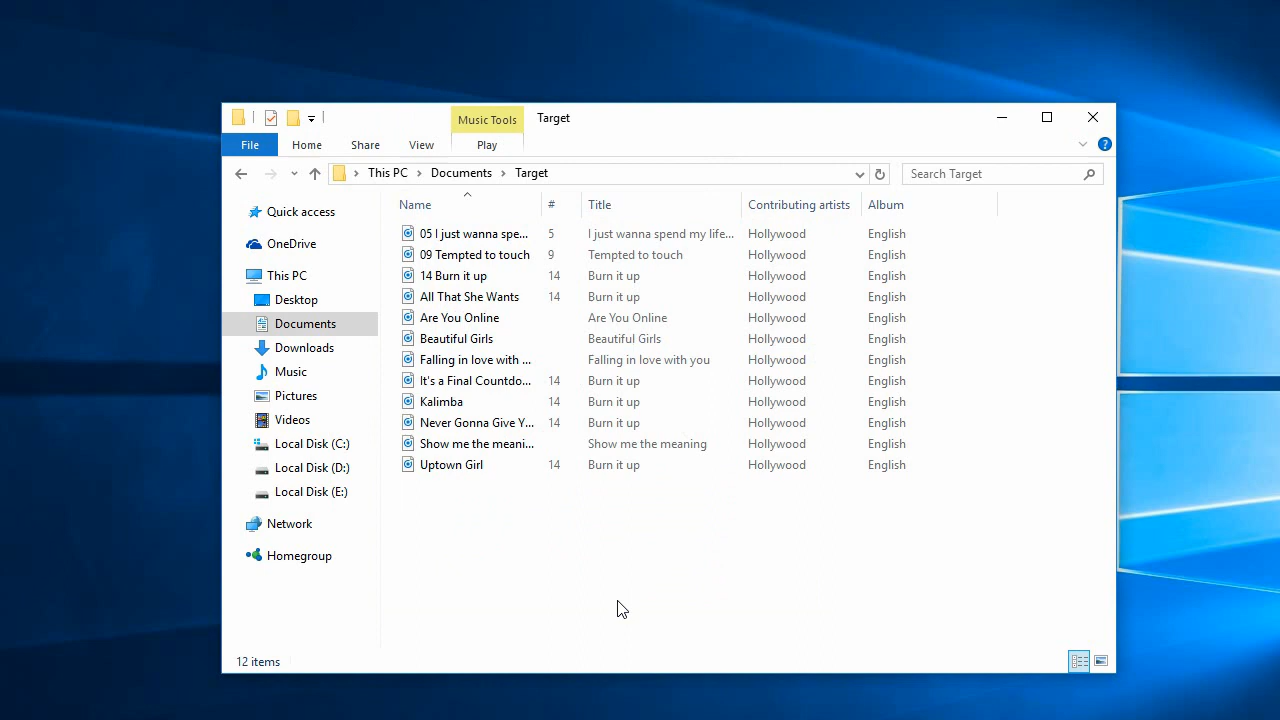 Music Tools Target
File Home Share View Play
This PC Documents Target Search Target
Name # Title Contributing artists Album
Quick access
OneDrive
This PC
Desktop
Documents
Downloads
Music
Pictures
Videos
Local Disk (C:)
Local Disk (D:)
Local Disk (E:)
Network
Homegroup
05 I just wanna spe... 5 I just wanna spend my life... Hollywood English
09 Tempted to touch 9 Tempted to touch Hollywood English
14 Burn it up 14 Burn it up Hollywood English
All That She Wants 14 Burn it up Hollywood English
Are You Online Are You Online Hollywood English
Beautiful Girls Beautiful Girls Hollywood English
Falling in love with ... Falling in love with you Hollywood English
It's a Final Countdo... 14 Burn it up Hollywood English
Kalimba 14 Burn it up Hollywood English
Never Gonna Give Y... 14 Burn it up Hollywood English
Show me the meani... Show me the meaning Hollywood English
Uptown Girl 14 Burn it up Hollywood English
12 items